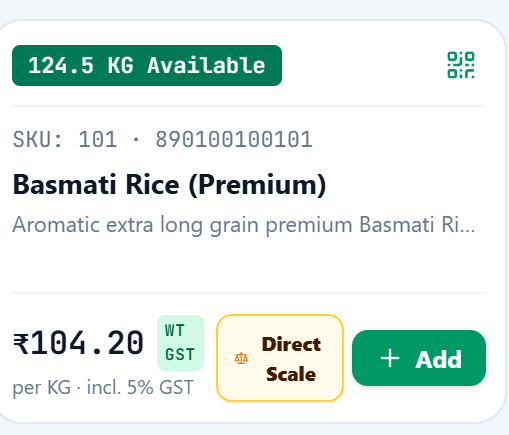 124.5 KG Available
SKU: 101 · 890100100101
Basmati Rice (Premium)
Aromatic extra long grain premium Basmati Ri...
₹104.20
WT
GST
per KG · incl. 5% GST
Direct
Scale
+ Add